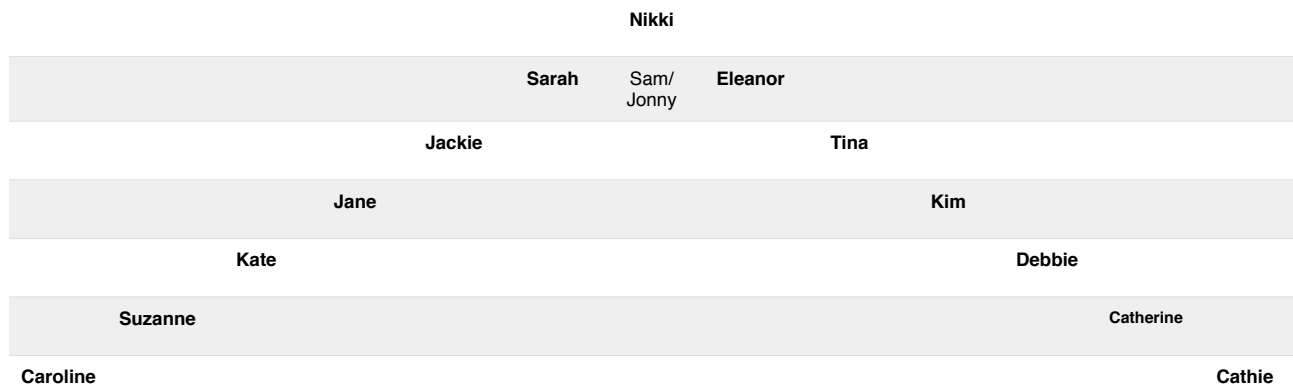 Nikki
Sarah Sam/ Eleanor
Jonny
Jackie Tina
Jane Kim
Kate Debbie
Suzanne Catherine
Caroline Cathie